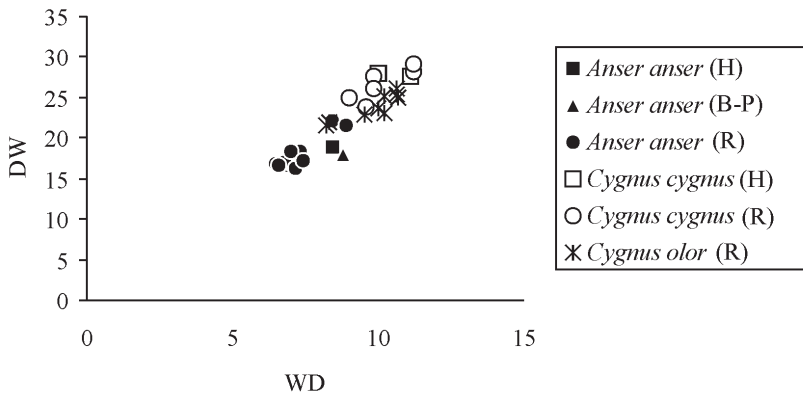 35
30
25
20
15
10
5
0
DW
0 5 10 15
WD
Anser anser (H)
Anser anser (B-P)
Anser anser (R)
Cygnus cygnus (H)
Cygnus cygnus (R)
Cygnus olor (R)